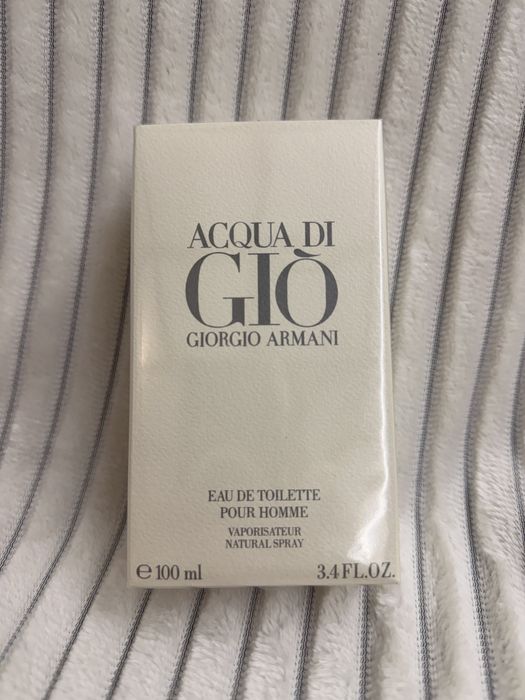 ACQUA DI
GIÒ
GIORGIO ARMANI
EAU DE TOILETTE
POUR HOMME
VAPORISATEUR
NATURAL SPRAY
℮ 100 ml 3.4 FL.OZ.